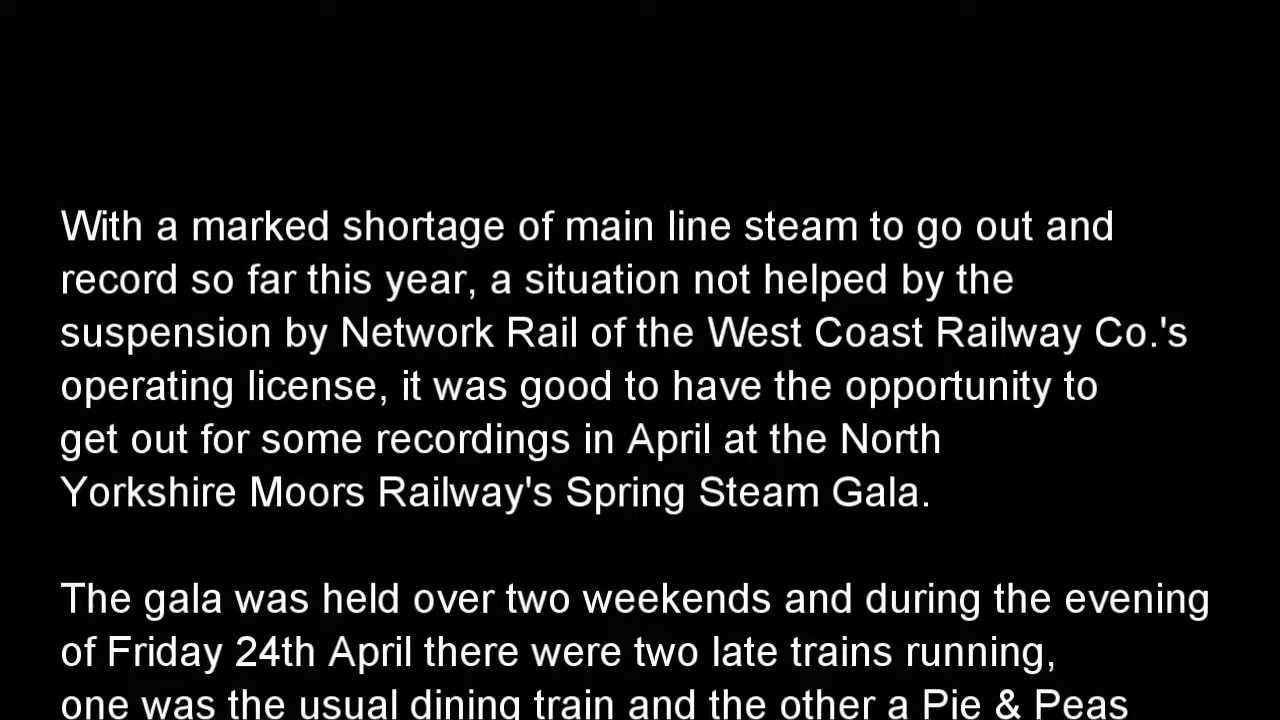 With a marked shortage of main line steam to go out and
record so far this year, a situation not helped by the
suspension by Network Rail of the West Coast Railway Co.'s
operating license, it was good to have the opportunity to
get out for some recordings in April at the North
Yorkshire Moors Railway's Spring Steam Gala.
The gala was held over two weekends and during the evening
of Friday 24th April there were two late trains running,
one was the usual dining train and the other a Pie & Peas